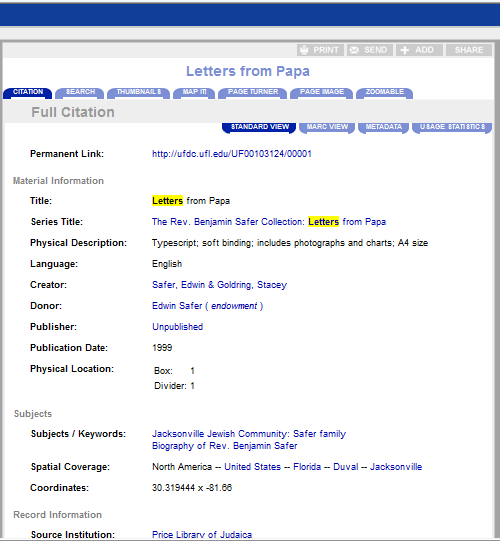 PRINT SEND ADD SHARE
Letters from Papa
CITATION SEARCH THUMBNAILS MAP IT! PAGE TURNER PAGE IMAGE ZOOMABLE
Full Citation
STANDARD VIEW MARC VIEW METADATA USAGE STATISTICS
Permanent Link: http://ufdc.ufl.edu/UF00103124/00001
Material Information
Title: Letters from Papa
Series Title: The Rev. Benjamin Safer Collection: Letters from Papa
Physical Description: Typescript; soft binding; includes photographs and charts; A4 size
Language: English
Creator: Safer, Edwin & Goldring, Stacey
Donor: Edwin Safer ( endowment )
Publisher: Unpublished
Publication Date: 1999
Physical Location: Box: 1
Divider: 1
Subjects
Subjects / Keywords: Jacksonville Jewish Community: Safer family
Biography of Rev. Benjamin Safer
Spatial Coverage: North America -- United States -- Florida -- Duval -- Jacksonville
Coordinates: 30.319444 x -81.66
Record Information
Source Institution: Price Library of Judaica